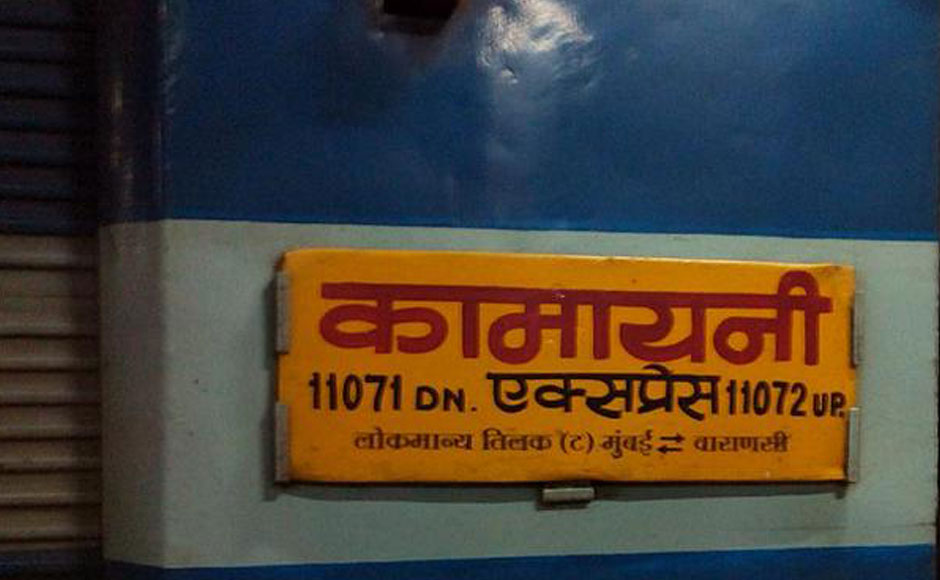 कामायनी
11071 DN. एक्सप्रेस 11072 UP.
लोकमान्य तिलक (ट) मुंबई ⇄ वाराणसी